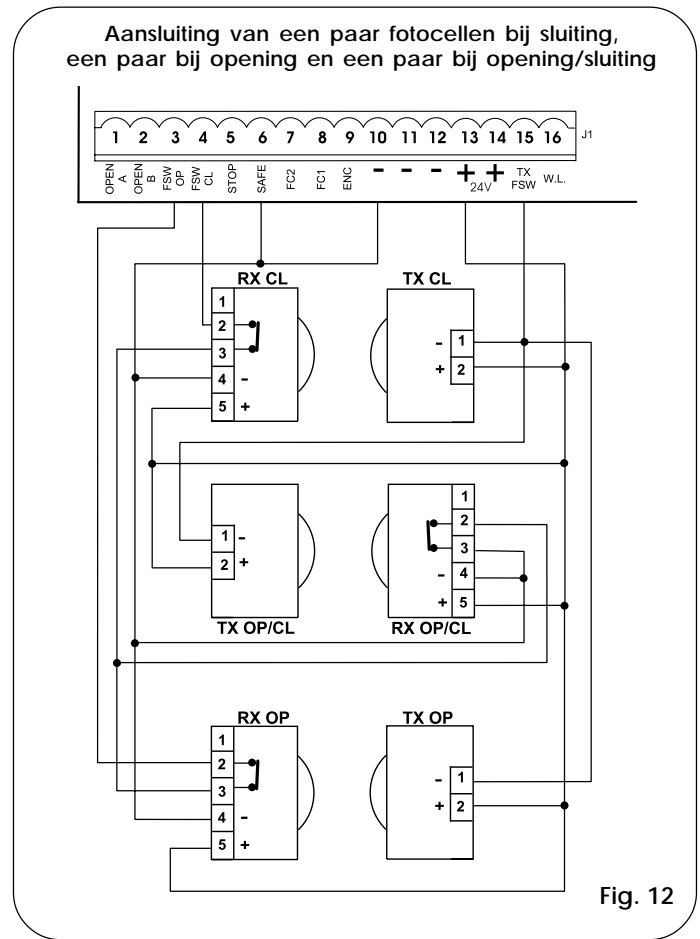 Aansluiting van een paar fotocellen bij sluiting,
een paar bij opening en een paar bij opening/sluiting
1 2 3 4 5 6 7 8 9 10 11 12 13 14 15 16 J1
OPEN A
OPEN B
FSW OP
FSW CL
STOP
SAFE
FC2
FC1
ENC
- - -
+ +
24V
TX FSW
W.L.
RX CL
1
2
3
4 -
5 +
TX CL
- 1
+ 2
1 -
2 +
TX OP/CL
1
2
3
- 4
+ 5
RX OP/CL
RX OP
1
2
3
4 -
5 +
TX OP
- 1
+ 2
Fig. 12